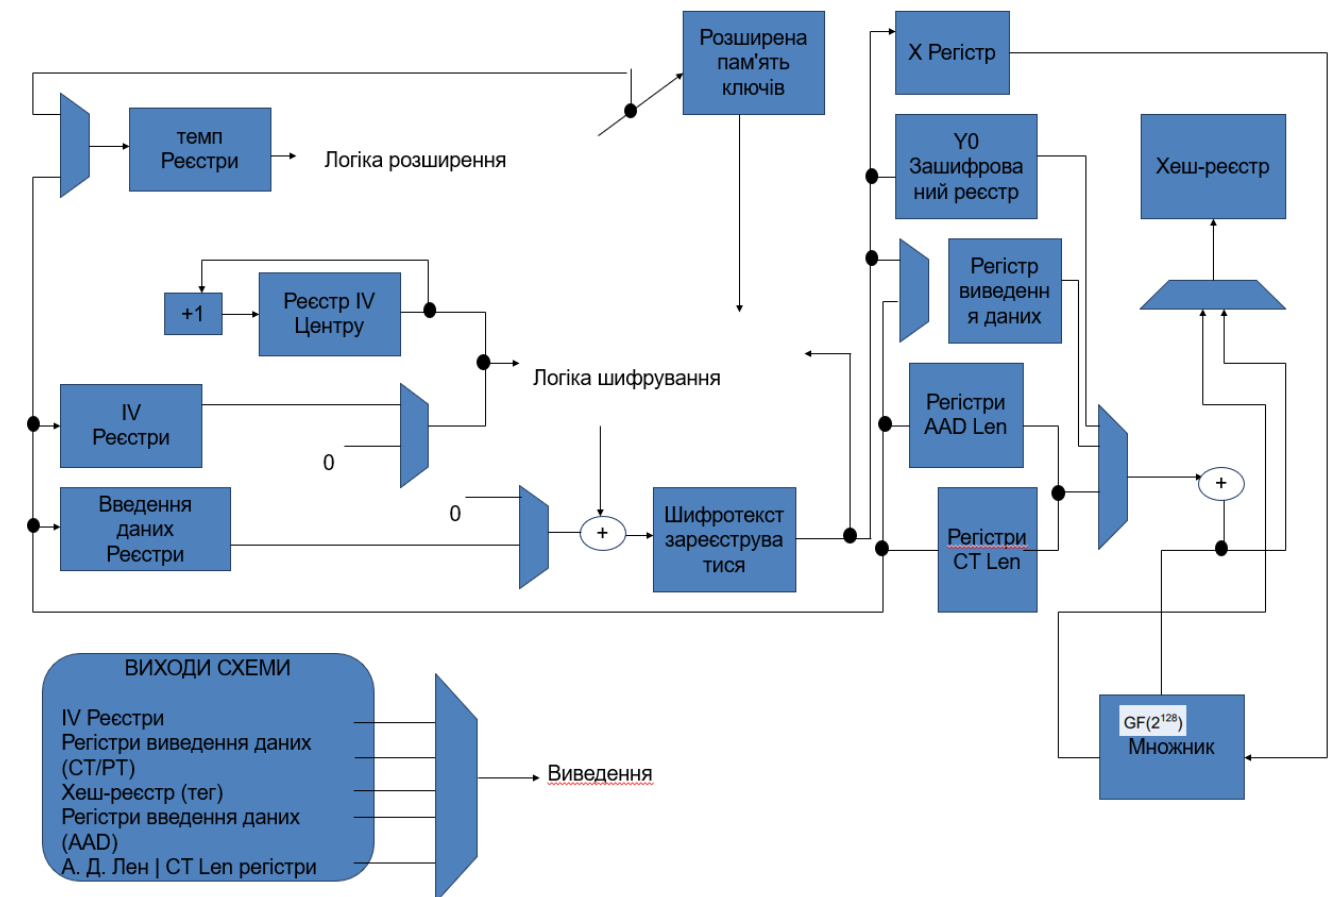 Розширена
пам'ять
ключів
X Регістр
темп
Реєстри
Логіка розширення
Y0
Зашифрова
ний реєстр
Хеш-реєстр
Регістр
виведенн
я даних
+1
Реєстр IV
Центру
Логіка шифрування
IV
Реєстри
0
Регістри
AAD Len
Введення
даних
Реєстри
0
+
Шифротекст
зареєструва
тися
Регістри
CT Len
+
ВИХОДИ СХЕМИ
IV Реєстри
Регістри виведення даних
(CT/PT)
Хеш-реєстр (тег)
Регістри введення даних
(AAD)
А. Д. Лен | CT Len регістри
Виведення
GF(2¹²⁸)
Множник